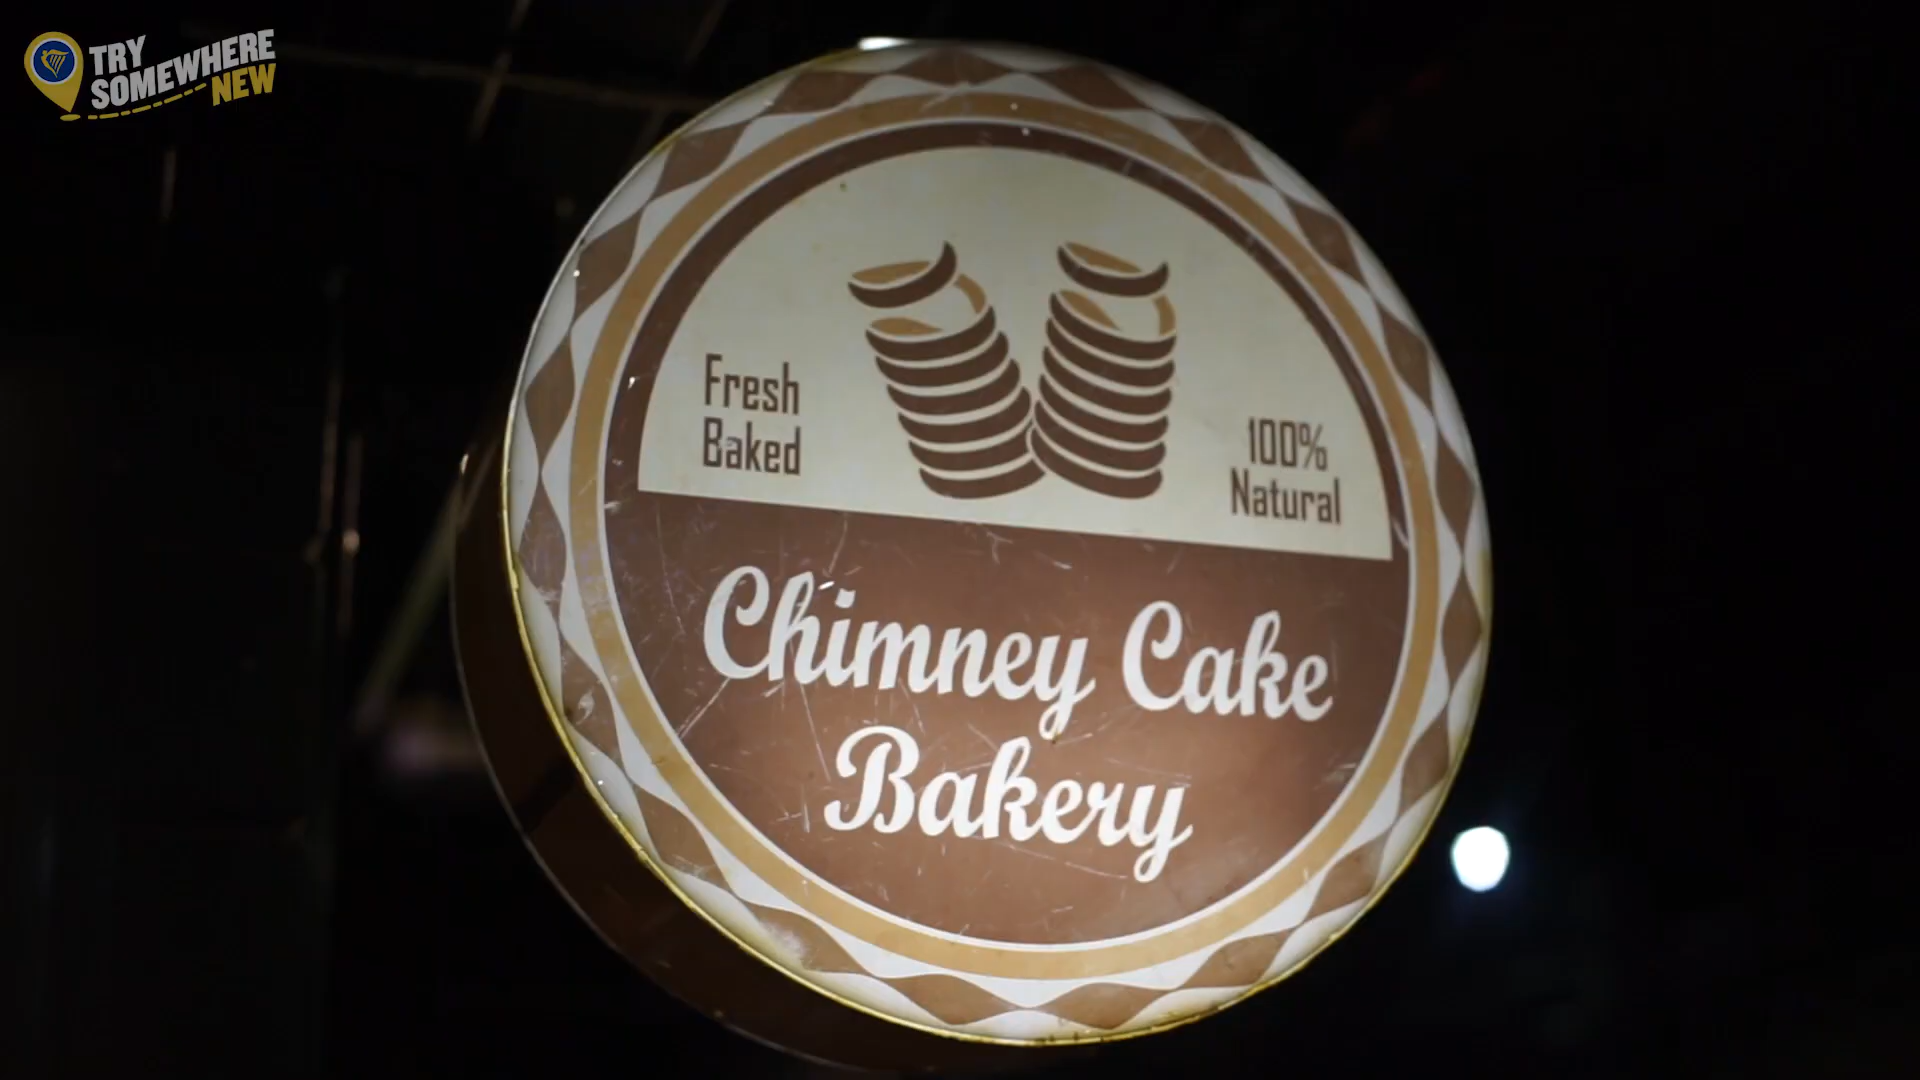 TRY
SOMEWHERE
NEW
Fresh
Baked
100%
Natural
Chimney Cake
Bakery